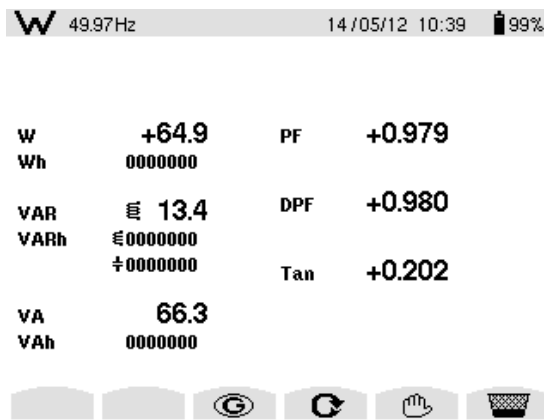 W 49.97Hz 14/05/12 10:39 99%
W +64.9 PF +0.979
Wh 0000000
VAR 13.4 DPF +0.980
VARh 0000000
0000000 Tan +0.202
VA 66.3
VAh 0000000
G